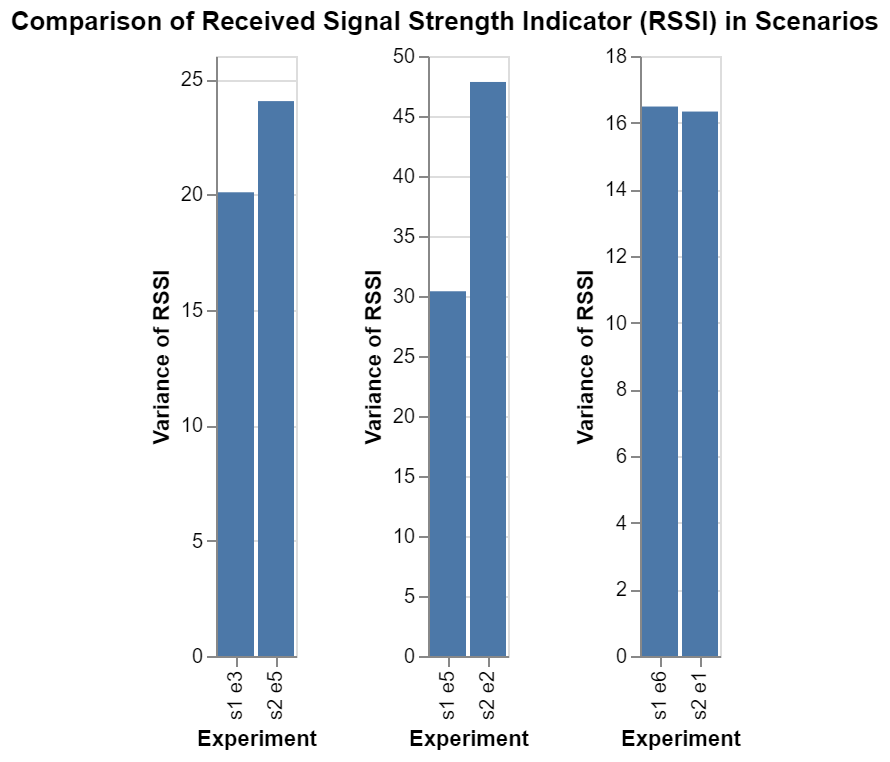 Comparison of Received Signal Strength Indicator (RSSI) in Scenarios
Variance of RSSI
25
20
15
10
5
0
s1 e3
s2 e5
Experiment
Variance of RSSI
50
45
40
35
30
25
20
15
10
5
0
s1 e5
s2 e2
Experiment
Variance of RSSI
18
16
14
12
10
8
6
4
2
0
s1 e6
s2 e1
Experiment